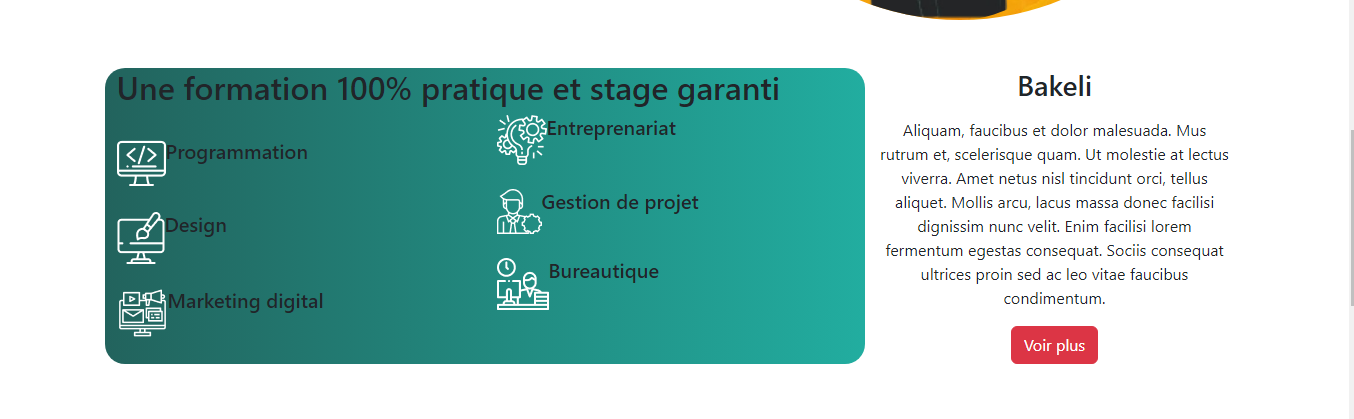 Une formation 100% pratique et stage garanti
Programmation
Design
Marketing digital
Entreprenariat
Gestion de projet
Bureautique
Bakeli
Aliquam, faucibus et dolor malesuada. Mus
rutrum et, scelerisque quam. Ut molestie at lectus
viverra. Amet netus nisl tincidunt orci, tellus
aliquet. Mollis arcu, lacus massa donec facilisi
dignissim nunc velit. Enim facilisi lorem
fermentum egestas consequat. Sociis consequat
ultrices proin sed ac leo vitae faucibus
condimentum.
Voir plus